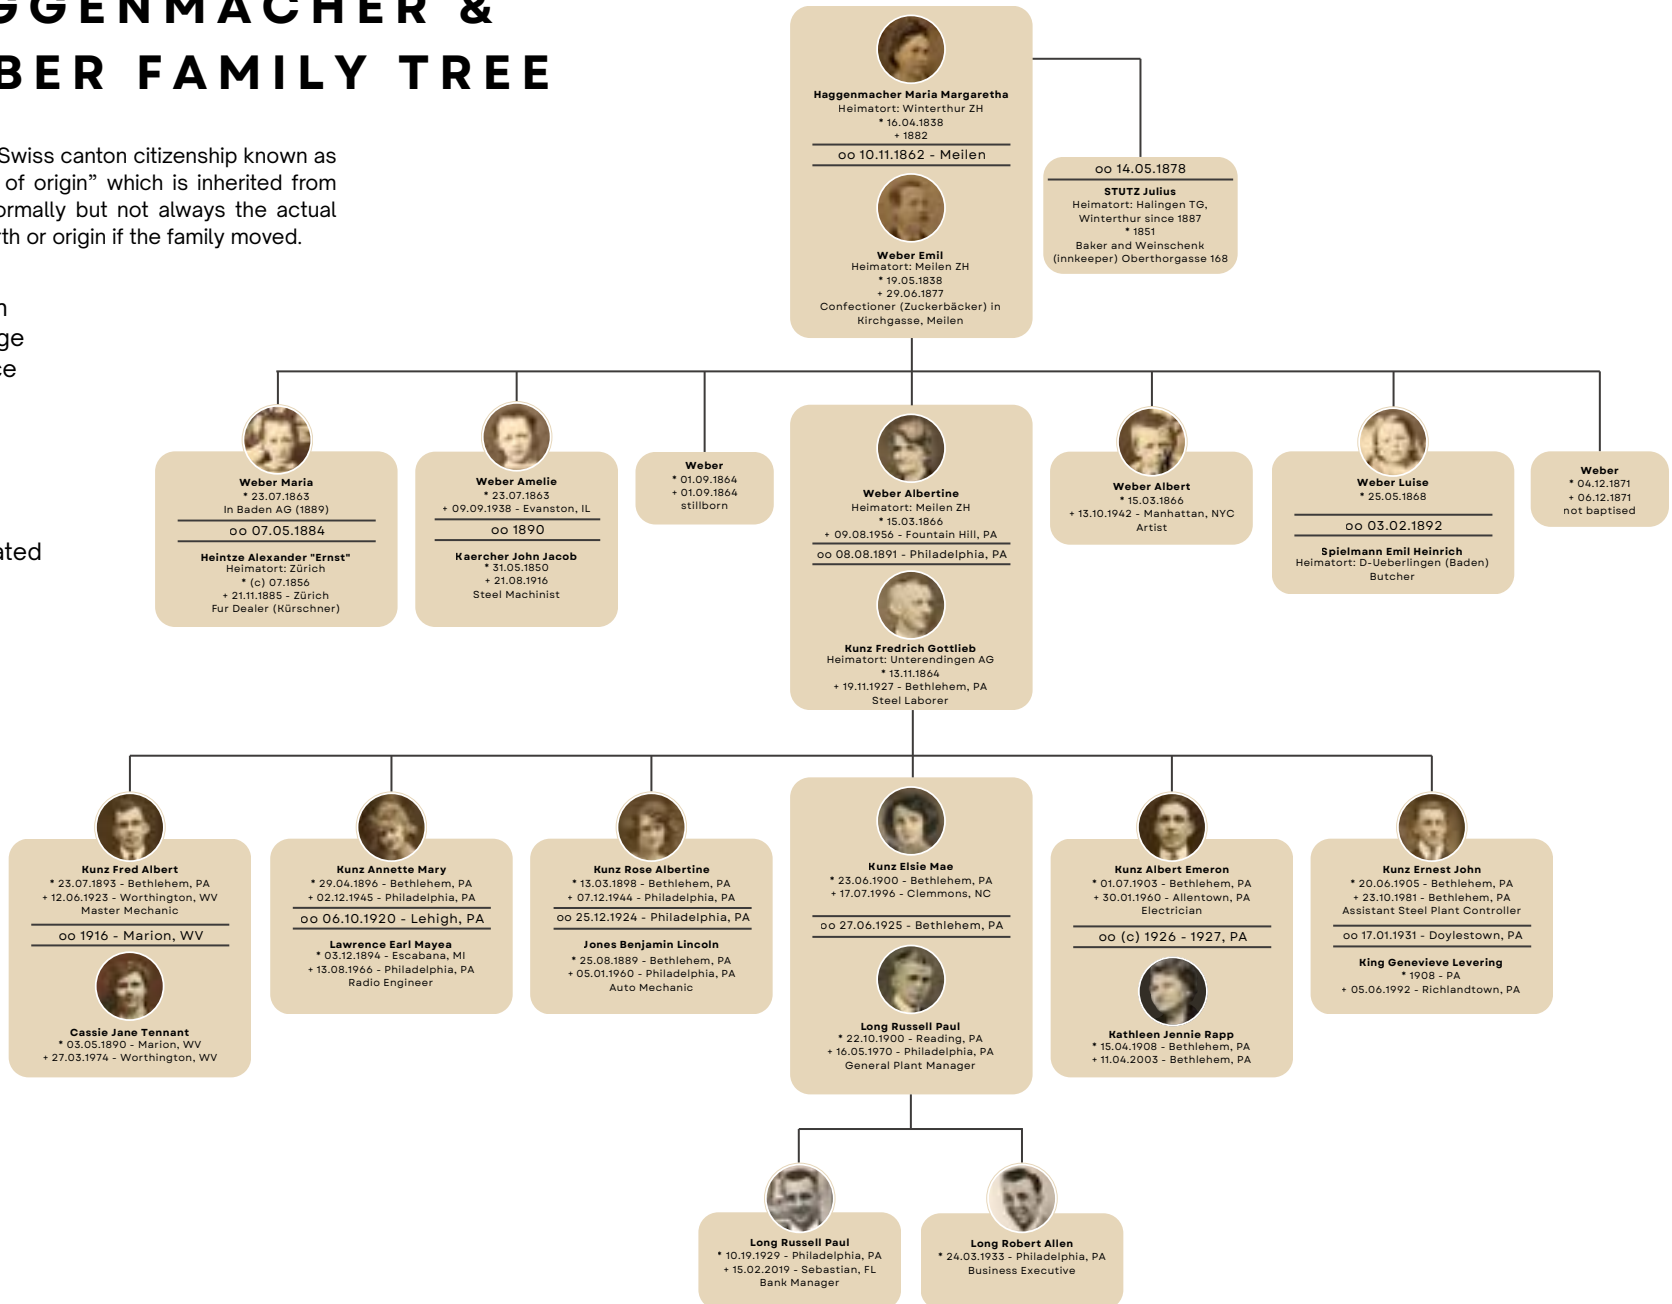 GGENMACHER &
BER FAMILY TREE
Swiss canton citizenship known as
of origin” which is inherited from
ormally but not always the actual
rth or origin if the family moved.
n
ge
ce
ated
Haggenmacher Maria Margaretha
Heimatort: Winterthur ZH
* 16.04.1838
+ 1882
oo 10.11.1862 - Meilen
Weber Emil
Heimatort: Meilen ZH
* 19.05.1838
+ 29.06.1877
Confectioner (Zuckerbäcker) in
Kirchgasse, Meilen
oo 14.05.1878
STUTZ Julius
Heimatort: Halingen TG,
Winterthur since 1887
* 1851
Baker and Weinschenk
(innkeeper) Oberthorgasse 168
Weber Maria
* 23.07.1863
In Baden AG (1889)
oo 07.05.1884
Heintze Alexander "Ernst"
Heimatort: Zürich
* (c) 07.1856
+ 21.11.1885 - Zürich
Fur Dealer (Kürschner)
Weber Amelie
* 23.07.1863
+ 09.09.1938 - Evanston, IL
oo 1890
Kaercher John Jacob
* 31.05.1850
+ 21.08.1916
Steel Machinist
Weber
* 01.09.1864
+ 01.09.1864
stillborn
Weber Albertine
Heimatort: Meilen ZH
* 15.03.1866
+ 09.08.1956 - Fountain Hill, PA
oo 08.08.1891 - Philadelphia, PA
Kunz Fredrich Gottlieb
Heimatort: Unterendingen AG
* 13.11.1864
+ 19.11.1927 - Bethlehem, PA
Steel Laborer
Weber Albert
* 15.03.1866
+ 13.10.1942 - Manhattan, NYC
Artist
Weber Luise
* 25.05.1868
oo 03.02.1892
Spielmann Emil Heinrich
Heimatort: D-Ueberlingen (Baden)
Butcher
Weber
* 04.12.1871
+ 06.12.1871
not baptised
Kunz Fred Albert
* 23.07.1893 - Bethlehem, PA
+ 12.06.1923 - Worthington, WV
Master Mechanic
oo 1916 - Marion, WV
Cassie Jane Tennant
* 03.05.1890 - Marion, WV
+ 27.03.1974 - Worthington, WV
Kunz Annette Mary
* 29.04.1896 - Bethlehem, PA
+ 02.12.1945 - Philadelphia, PA
oo 06.10.1920 - Lehigh, PA
Lawrence Earl Mayea
* 03.12.1894 - Escabana, MI
+ 13.08.1966 - Philadelphia, PA
Radio Engineer
Kunz Rose Albertine
* 13.03.1898 - Bethlehem, PA
+ 07.12.1944 - Philadelphia, PA
oo 25.12.1924 - Philadelphia, PA
Jones Benjamin Lincoln
* 25.08.1889 - Bethlehem, PA
+ 05.01.1960 - Philadelphia, PA
Auto Mechanic
Kunz Elsie Mae
* 23.06.1900 - Bethlehem, PA
+ 17.07.1996 - Clemmons, NC
oo 27.06.1925 - Bethlehem, PA
Long Russell Paul
* 22.10.1900 - Reading, PA
+ 16.05.1970 - Philadelphia, PA
General Plant Manager
Kunz Albert Emeron
* 01.07.1903 - Bethlehem, PA
+ 30.01.1960 - Allentown, PA
Electrician
oo (c) 1926 - 1927, PA
Kathleen Jennie Rapp
* 15.04.1908 - Bethlehem, PA
+ 11.04.2003 - Bethlehem, PA
Kunz Ernest John
* 20.06.1905 - Bethlehem, PA
+ 23.10.1981 - Bethlehem, PA
Assistant Steel Plant Controller
oo 17.01.1931 - Doylestown, PA
King Genevieve Levering
* 1908 - PA
+ 05.06.1992 - Richlandtown, PA
Long Russell Paul
* 10.19.1929 - Philadelphia, PA
+ 15.02.2019 - Sebastian, FL
Bank Manager
Long Robert Allen
* 24.03.1933 - Philadelphia, PA
Business Executive